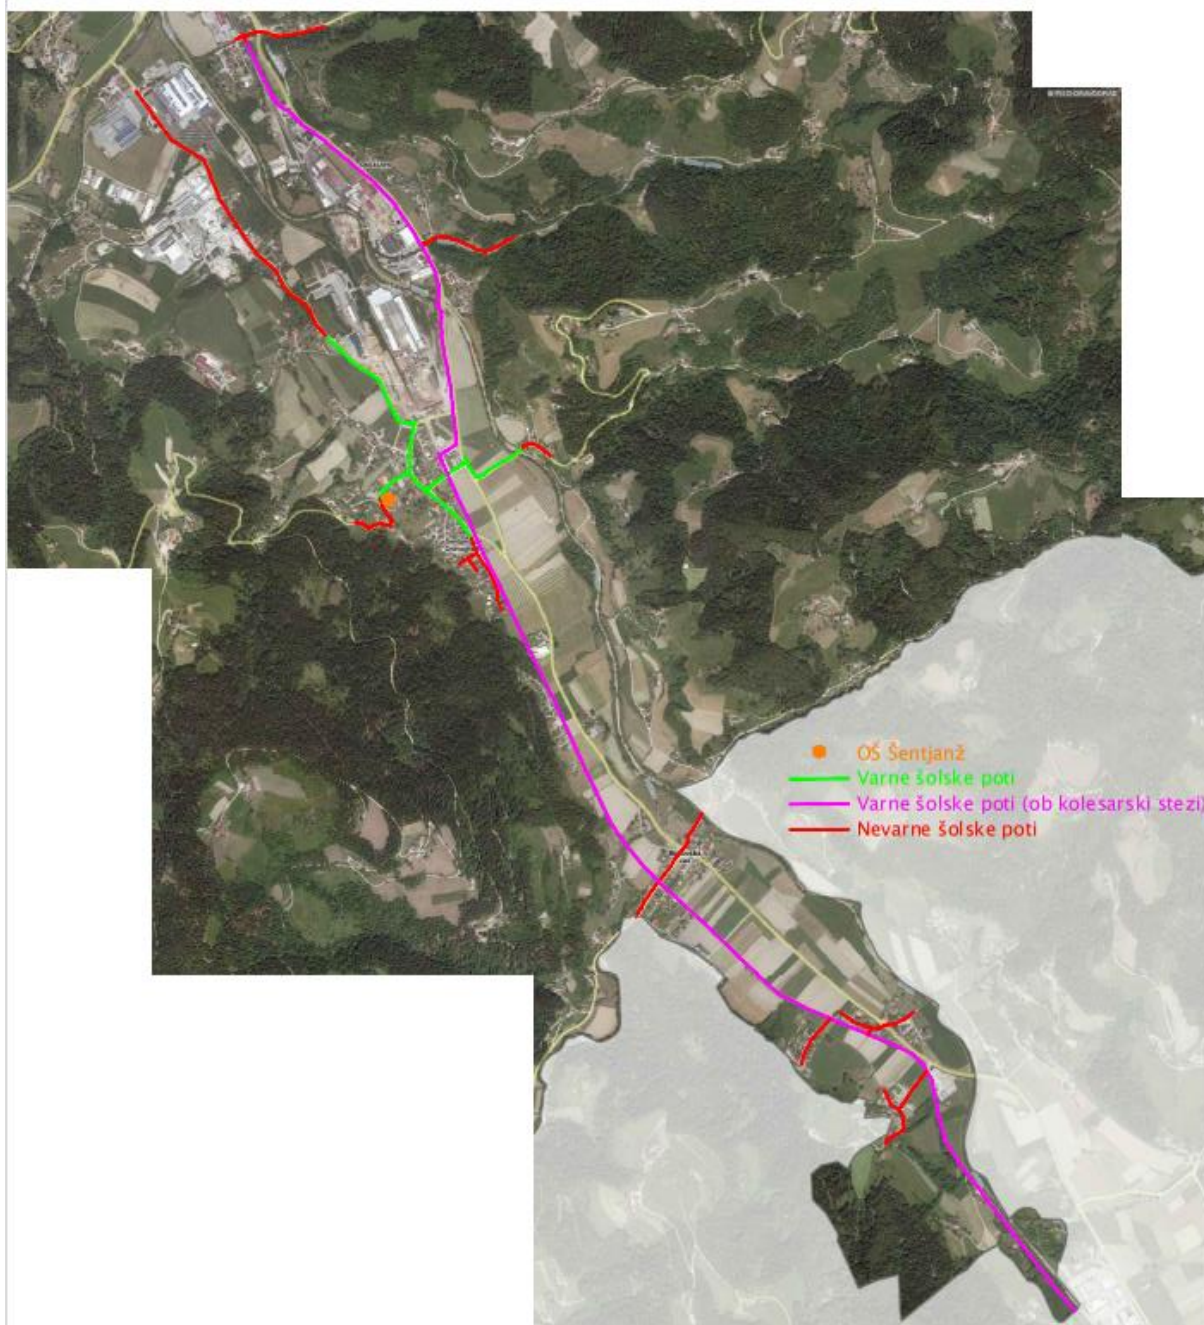 OŠ Šentjanž
Varne šolske poti
Varne šolske poti (ob kolesarski stezi)
Nevarne šolske poti